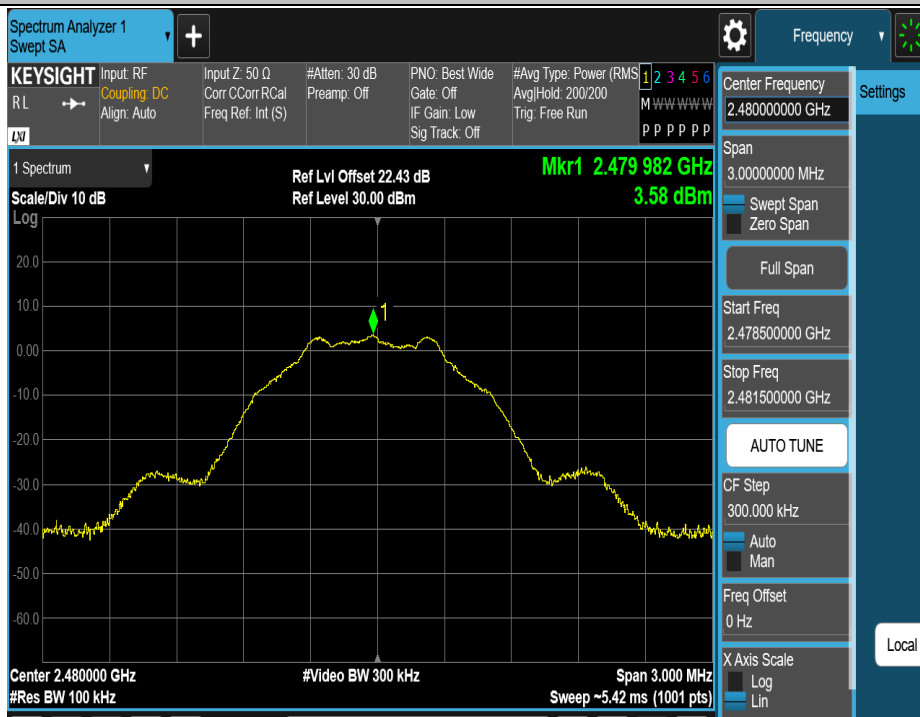 Spectrum Analyzer 1
Swept SA
+
Frequency
KEYSIGHT
RL
LXI
Input: RF
Coupling: DC
Align: Auto
Input Z: 50 Ω
Corr CCorr RCal
Freq Ref: Int (S)
#Atten: 30 dB
Preamp: Off
PNO: Best Wide
Gate: Off
IF Gain: Low
Sig Track: Off
#Avg Type: Power (RMS
Avg|Hold: 200/200
Trig: Free Run
1 2 3 4 5 6
M W W W W W
P P P P P P
1 Spectrum
Scale/Div 10 dB
Log
Ref Lvl Offset 22.43 dB
Ref Level 30.00 dBm
Mkr1 2.479 982 GHz
3.58 dBm
20.0
10.0
0.00
-10.0
-20.0
-30.0
-40.0
-50.0
-60.0
1
Center 2.480000 GHz
#Res BW 100 kHz
#Video BW 300 kHz
Span 3.000 MHz
Sweep ~5.42 ms (1001 pts)
Center Frequency
2.480000000 GHz
Span
3.00000000 MHz
Swept Span
Zero Span
Full Span
Start Freq
2.478500000 GHz
Stop Freq
2.481500000 GHz
AUTO TUNE
CF Step
300.000 kHz
Auto
Man
Freq Offset
0 Hz
X Axis Scale
Log
Lin
Settings
Local